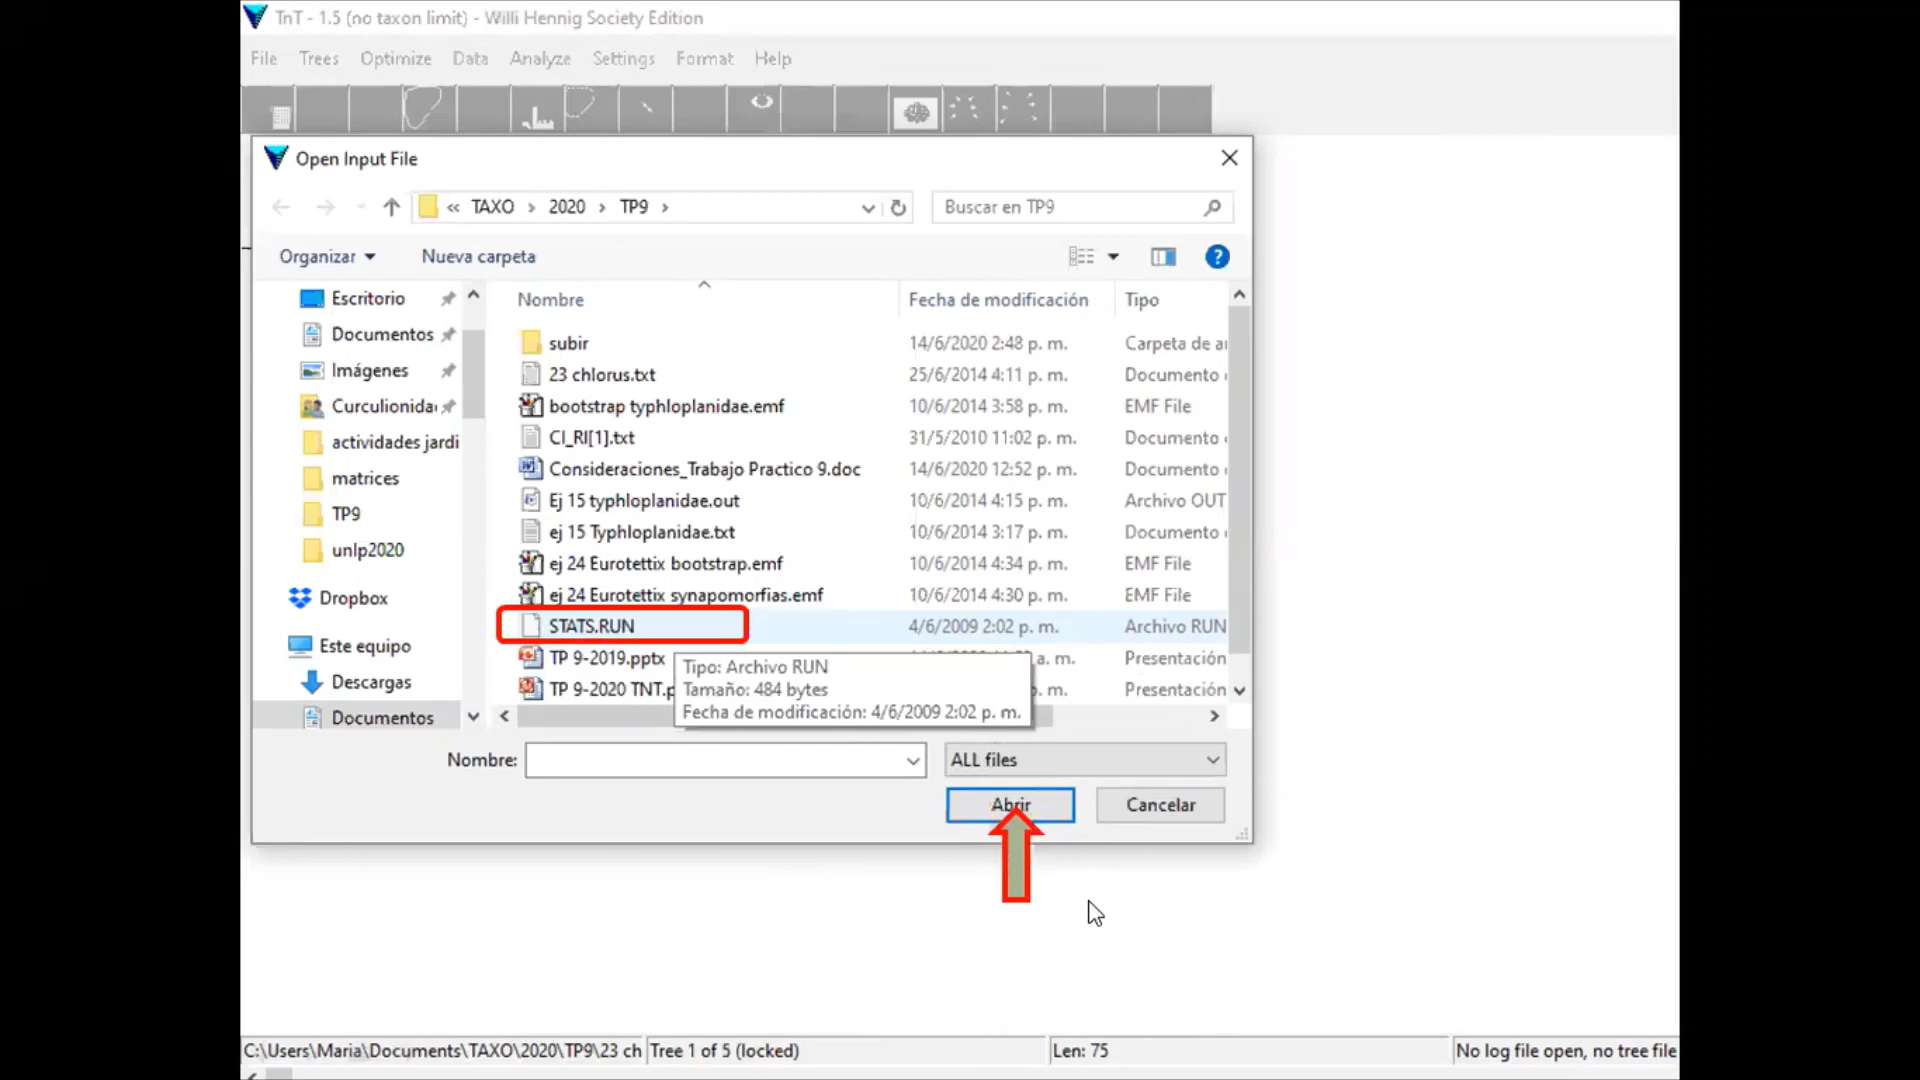 TnT - 1.5 (no taxon limit) - Willi Hennig Society Edition
File Trees Optimize Data Analyze Settings Format Help
Open Input File
« TAXO › 2020 › TP9 ›
Buscar en TP9
Organizar
Nueva carpeta
Escritorio
Documentos
Imágenes
Curculionida
actividades jardi
matrices
TP9
unlp2020
Dropbox
Este equipo
Descargas
Documentos
Nombre Fecha de modificación Tipo
subir 14/6/2020 2:48 p. m. Carpeta de a
23 chlorus.txt 25/6/2014 4:11 p. m. Documento
bootstrap typhloplanidae.emf 10/6/2014 3:58 p. m. EMF File
CI_RI[1].txt 31/5/2010 11:02 p. m. Documento
Consideraciones_Trabajo Practico 9.doc 14/6/2020 12:52 p. m. Documento
Ej 15 typhloplanidae.out 10/6/2014 4:15 p. m. Archivo OUT
ej 15 Typhloplanidae.txt 10/6/2014 3:17 p. m. Documento
ej 24 Eurotettix bootstrap.emf 10/6/2014 4:34 p. m. EMF File
ej 24 Eurotettix synapomorfias.emf 10/6/2014 4:30 p. m. EMF File
STATS.RUN 4/6/2009 2:02 p. m. Archivo RUN
TP 9-2019.pptx a. m. Presentación
TP 9-2020 TNT.p p. m. Presentación
Tipo: Archivo RUN
Tamaño: 484 bytes
Fecha de modificación: 4/6/2009 2:02 p. m.
Nombre:
ALL files
Abrir
Cancelar
C:\Users\Maria\Documents\TAXO\2020\TP9\23 ch
Tree 1 of 5 (locked)
Len: 75
No log file open, no tree file